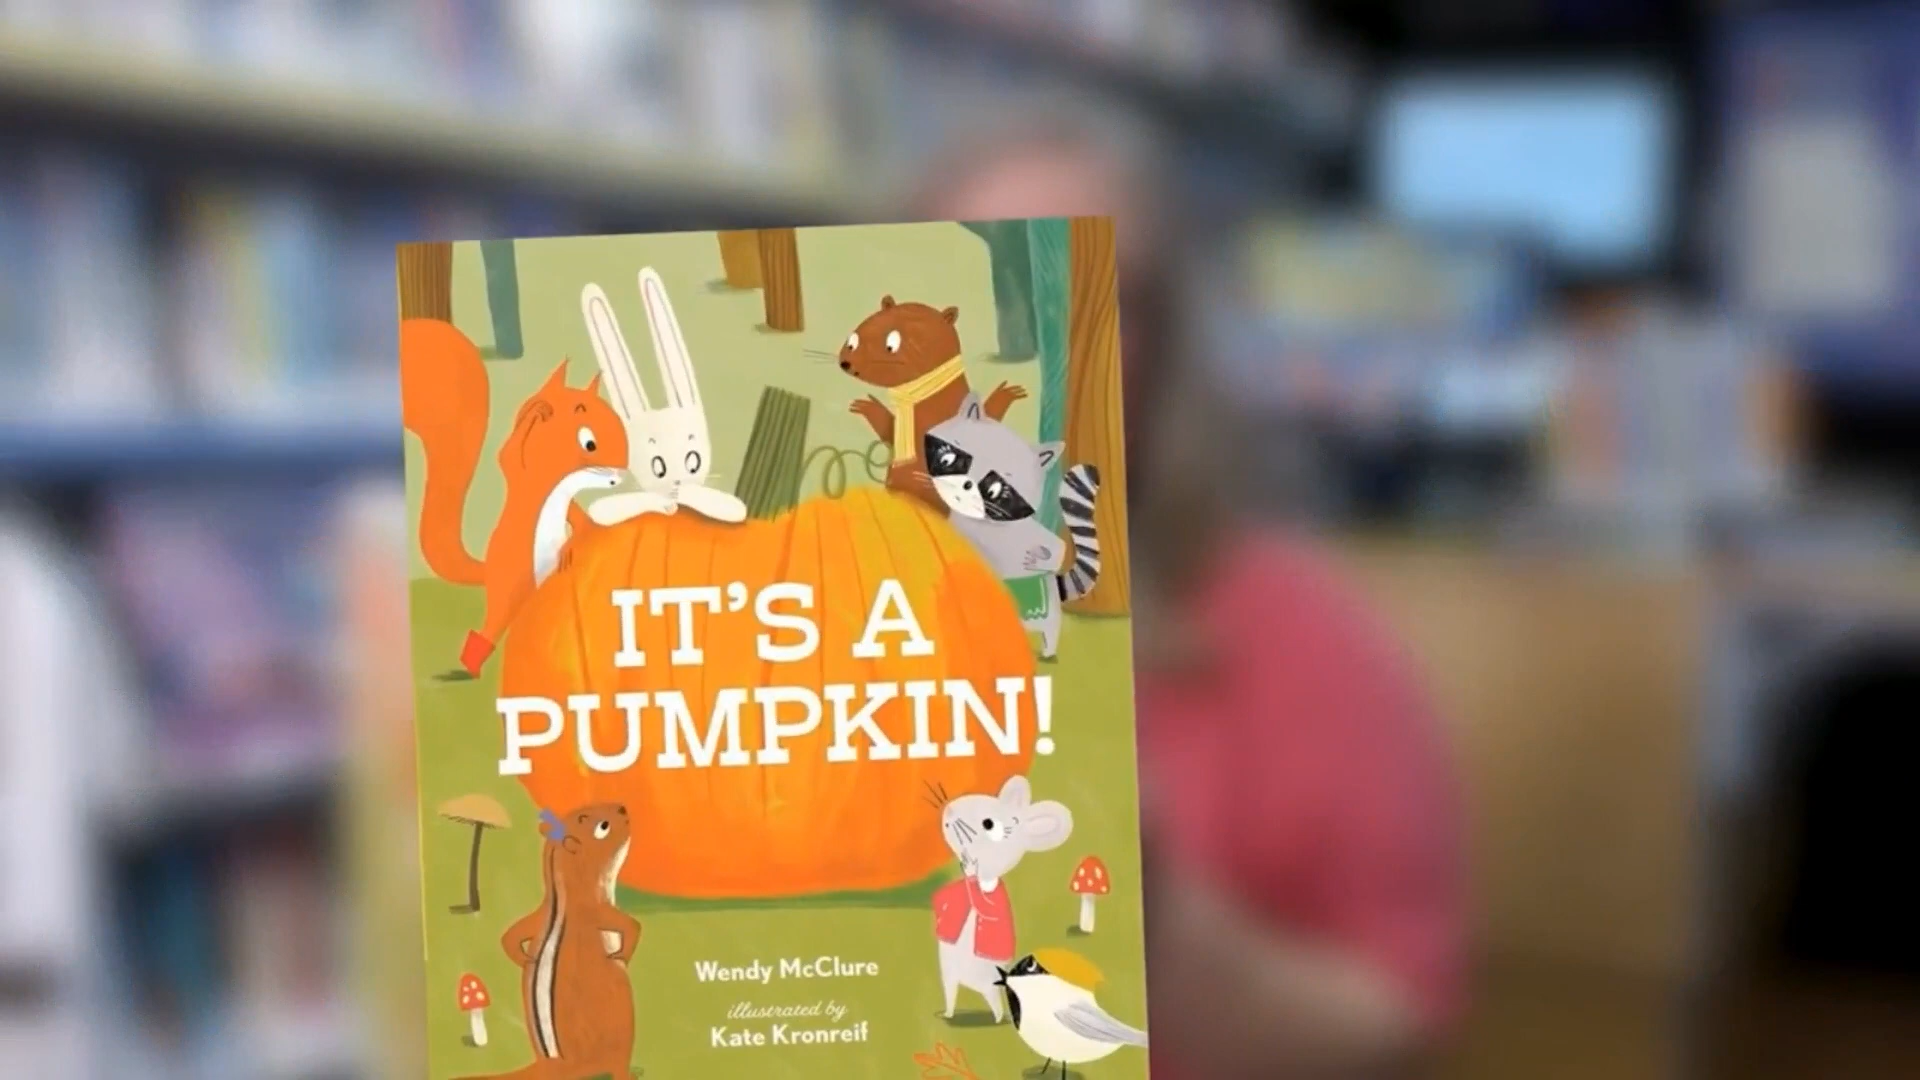 IT'S A
PUMPKIN!
Wendy McClure
illustrated by
Kate Kronreif